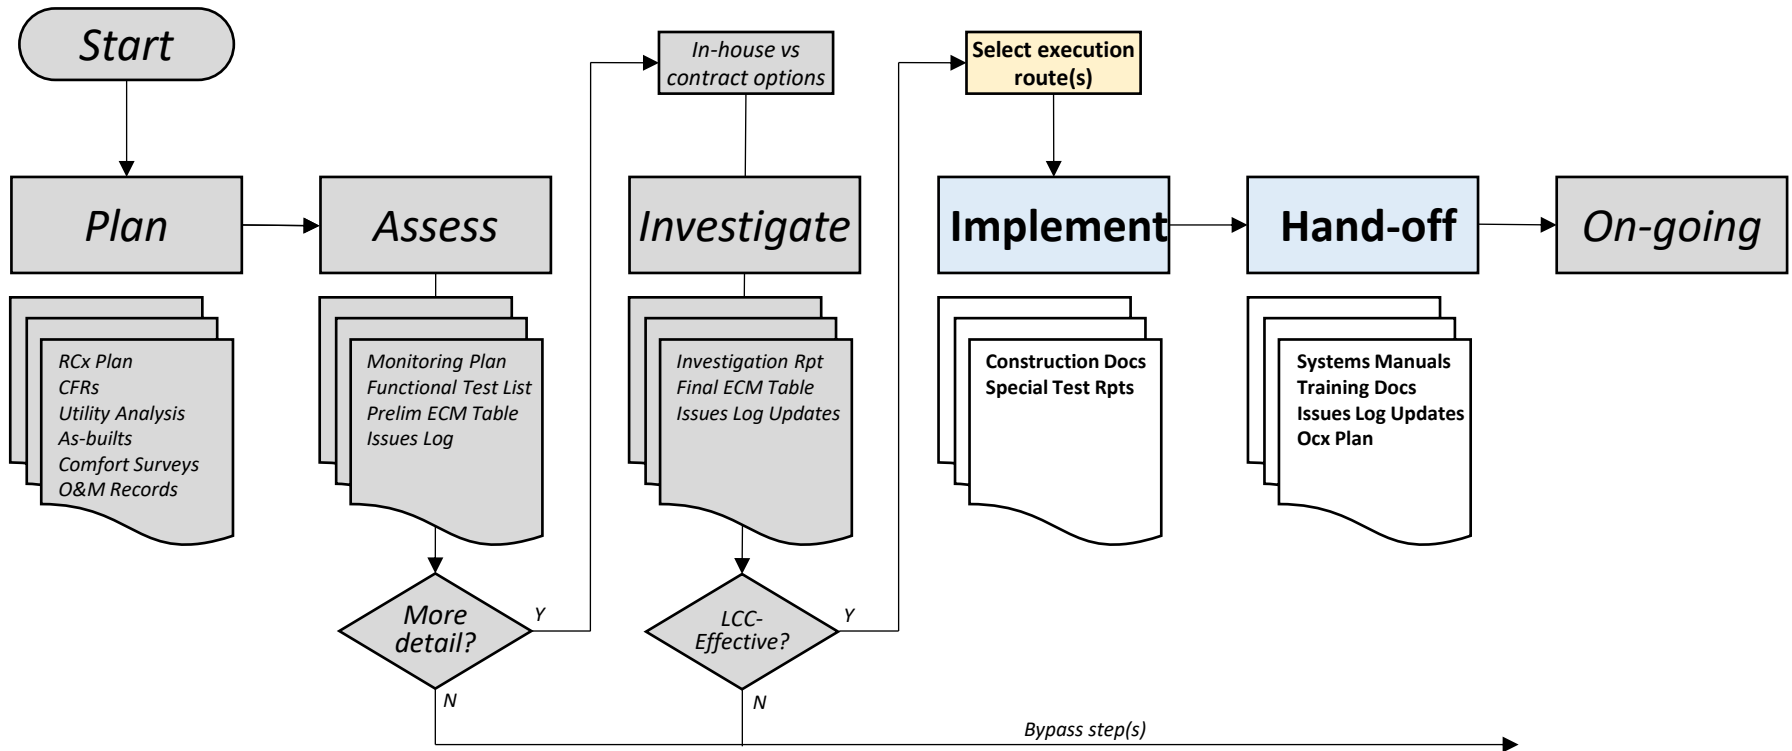 Start
In-house vs
contract options
Select execution
route(s)
Plan
Assess
Investigate
Implement
Hand-off
On-going
RCx Plan
CFRs
Utility Analysis
As-builts
Comfort Surveys
O&M Records
Monitoring Plan
Functional Test List
Prelim ECM Table
Issues Log
Investigation Rpt
Final ECM Table
Issues Log Updates
Construction Docs
Special Test Rpts
Systems Manuals
Training Docs
Issues Log Updates
Ocx Plan
More
detail?
Y
N
LCC-
Effective?
Y
N
Bypass step(s)